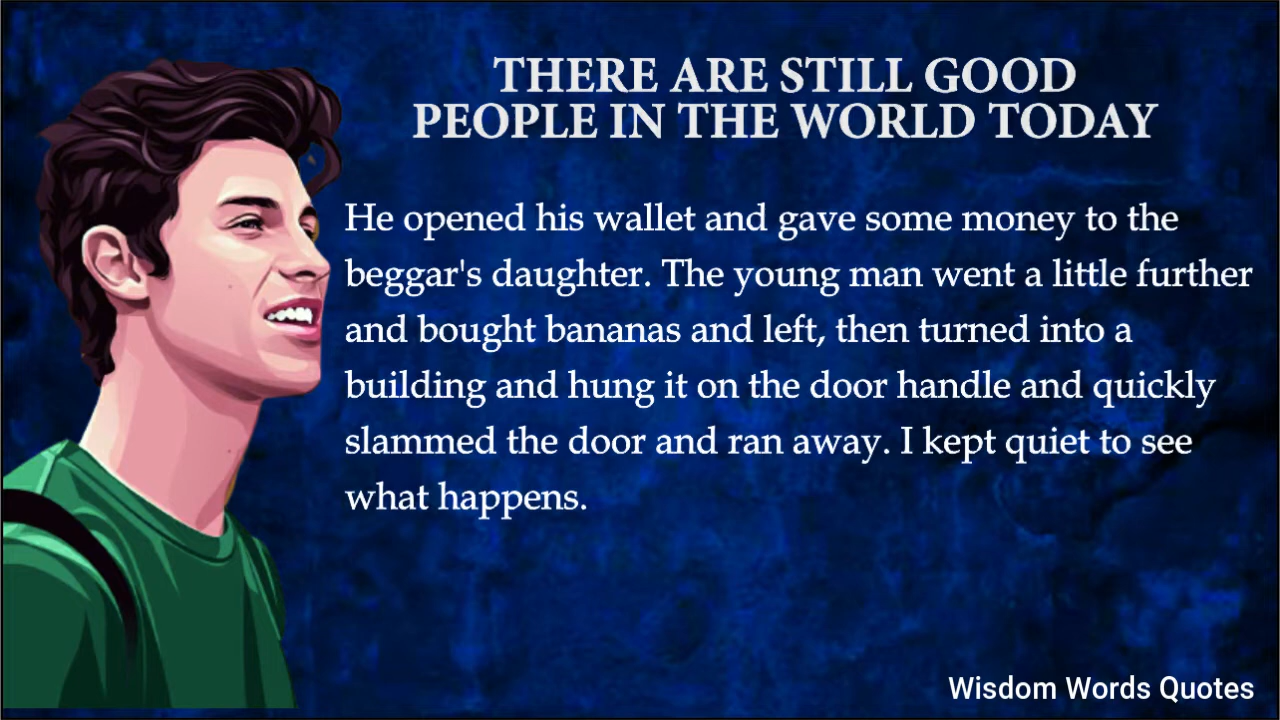 THERE ARE STILL GOOD
PEOPLE IN THE WORLD TODAY
He opened his wallet and gave some money to the
beggar's daughter. The young man went a little further
and bought bananas and left, then turned into a
building and hung it on the door handle and quickly
slammed the door and ran away. I kept quiet to see
what happens.
Wisdom Words Quotes